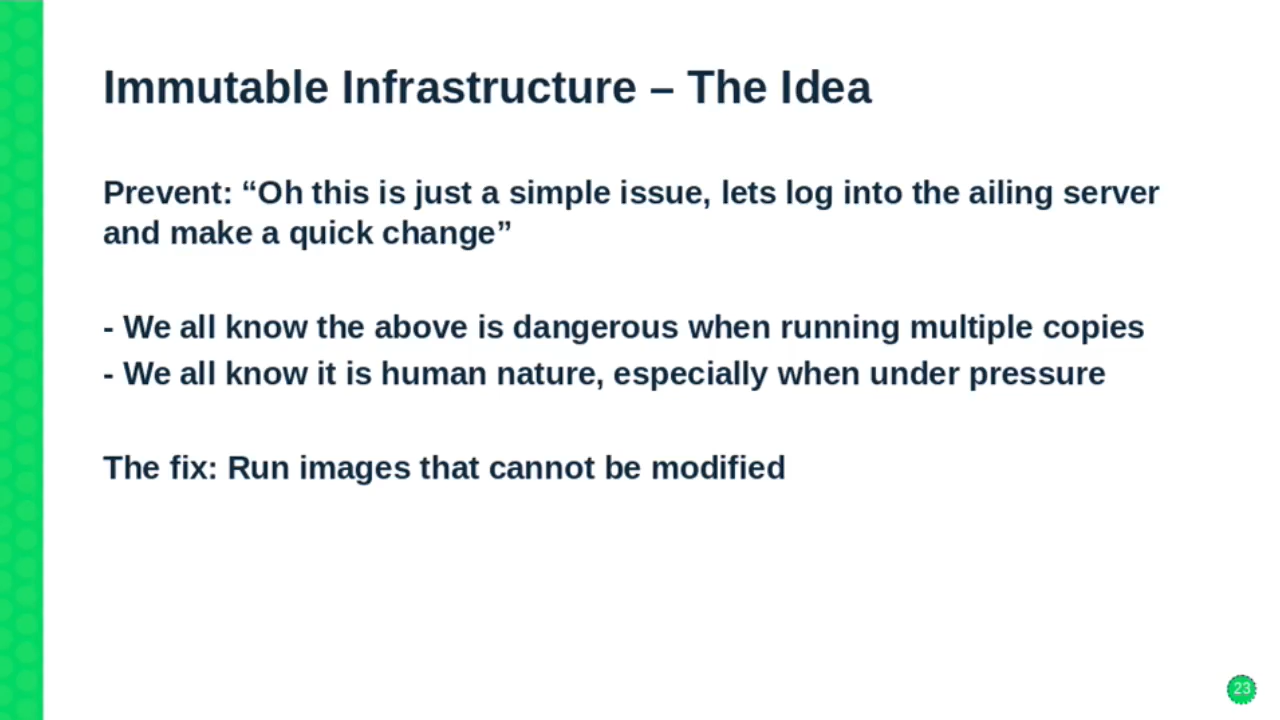 Immutable Infrastructure – The Idea
Prevent: “Oh this is just a simple issue, lets log into the ailing server
and make a quick change”
- We all know the above is dangerous when running multiple copies
- We all know it is human nature, especially when under pressure
The fix: Run images that cannot be modified
23